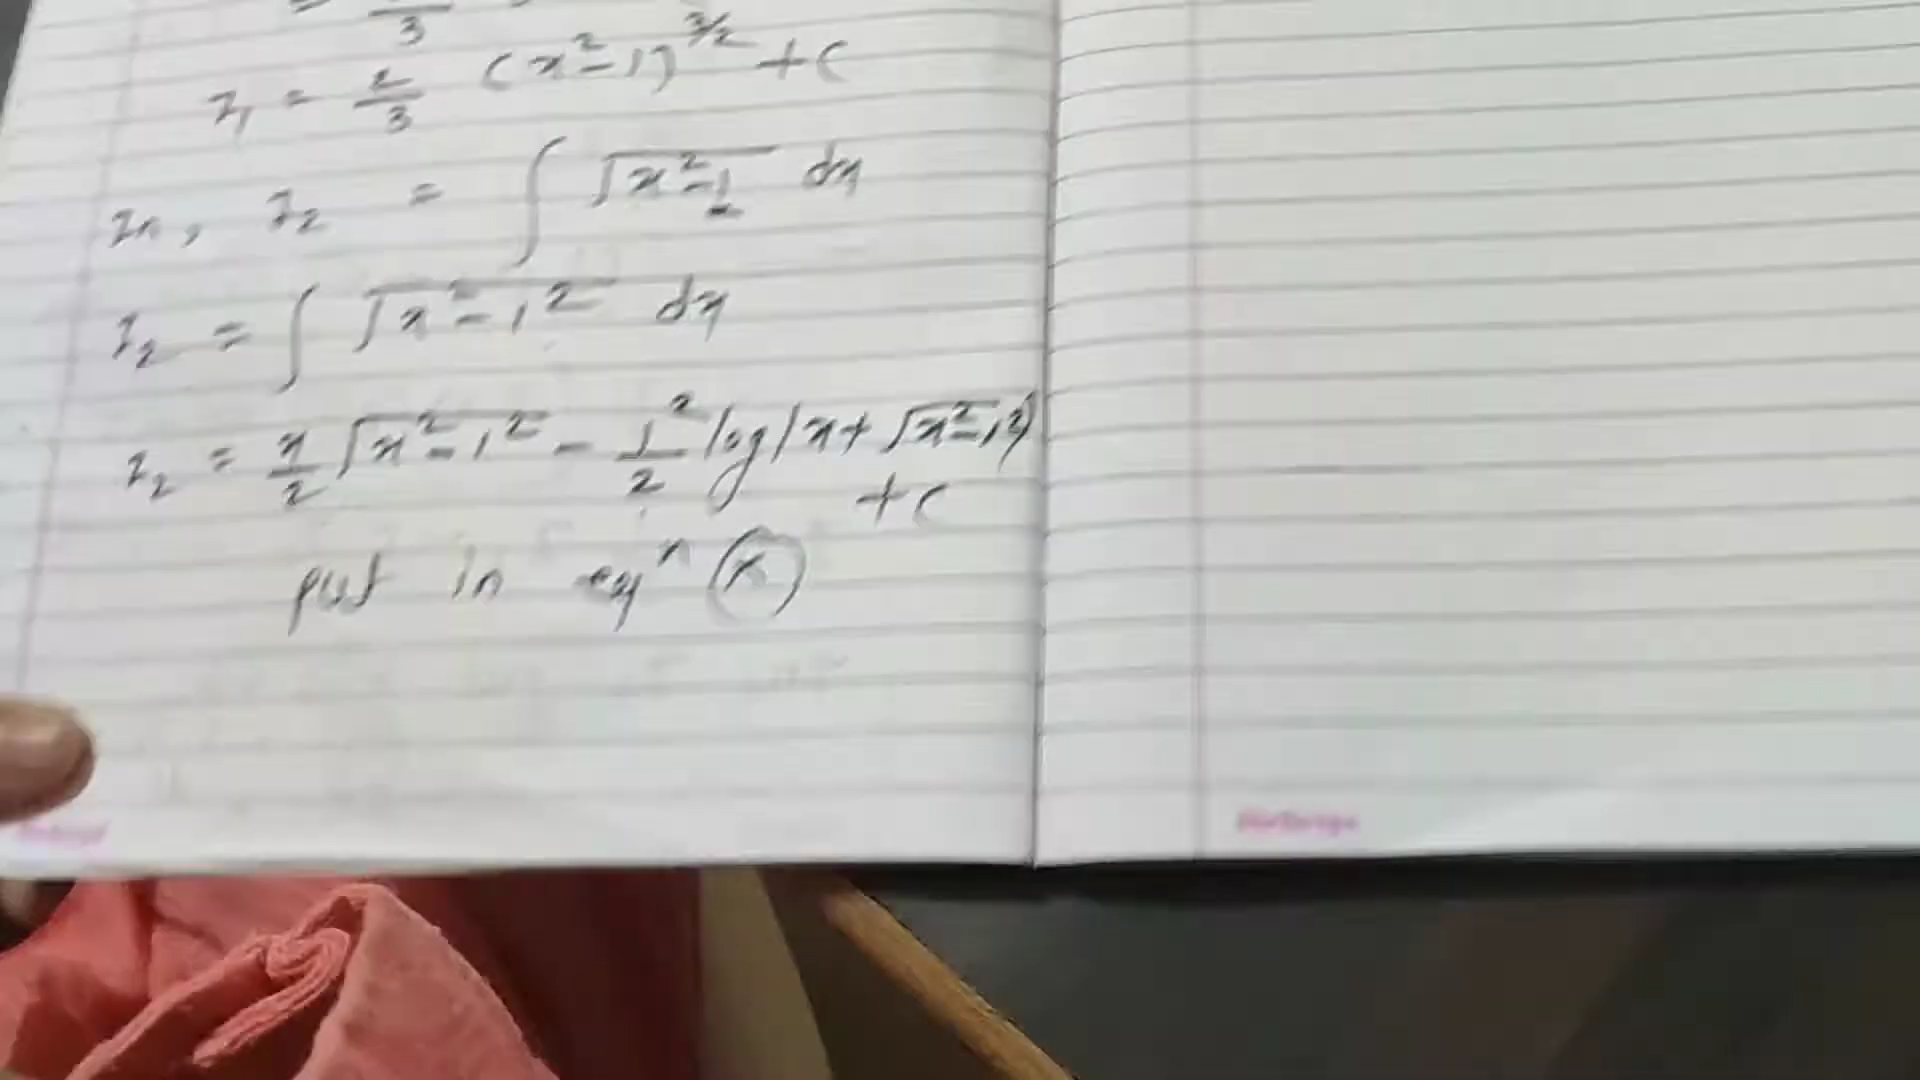 3
I₁ = 2/3 (x²-1)^3/2 + c
In, I₂ = ∫ √x²-1 dx
I₂ = ∫ √x²-1² dx
I₂ = x/2 √x²-1² - 1²/2 log|x+√x²-1²| + c
put in eqⁿ (*)